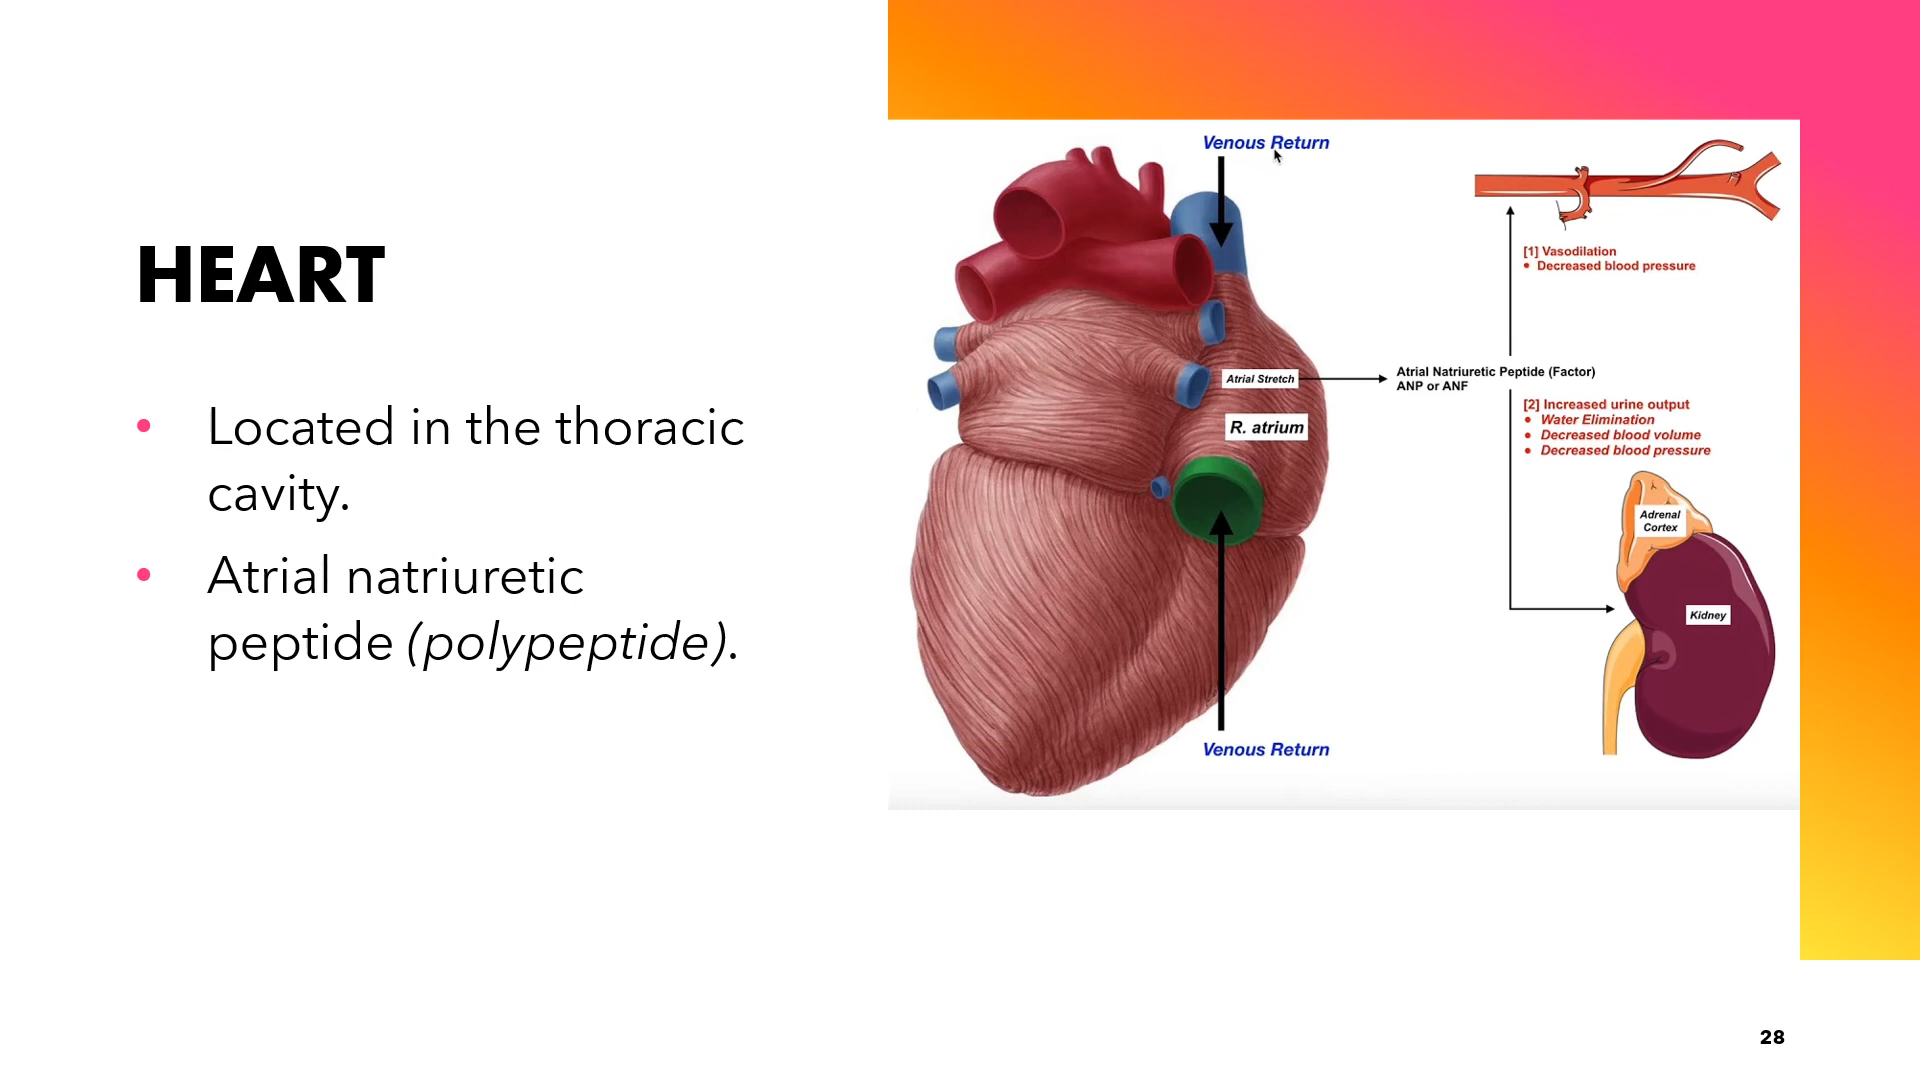 HEART
• Located in the thoracic
cavity.
• Atrial natriuretic
peptide (polypeptide).
Venous Return
[1] Vasodilation
• Decreased blood pressure
Atrial Stretch
Atrial Natriuretic Peptide (Factor)
ANP or ANF
R. atrium
[2] Increased urine output
• Water Elimination
• Decreased blood volume
• Decreased blood pressure
Adrenal
Cortex
Kidney
Venous Return
28